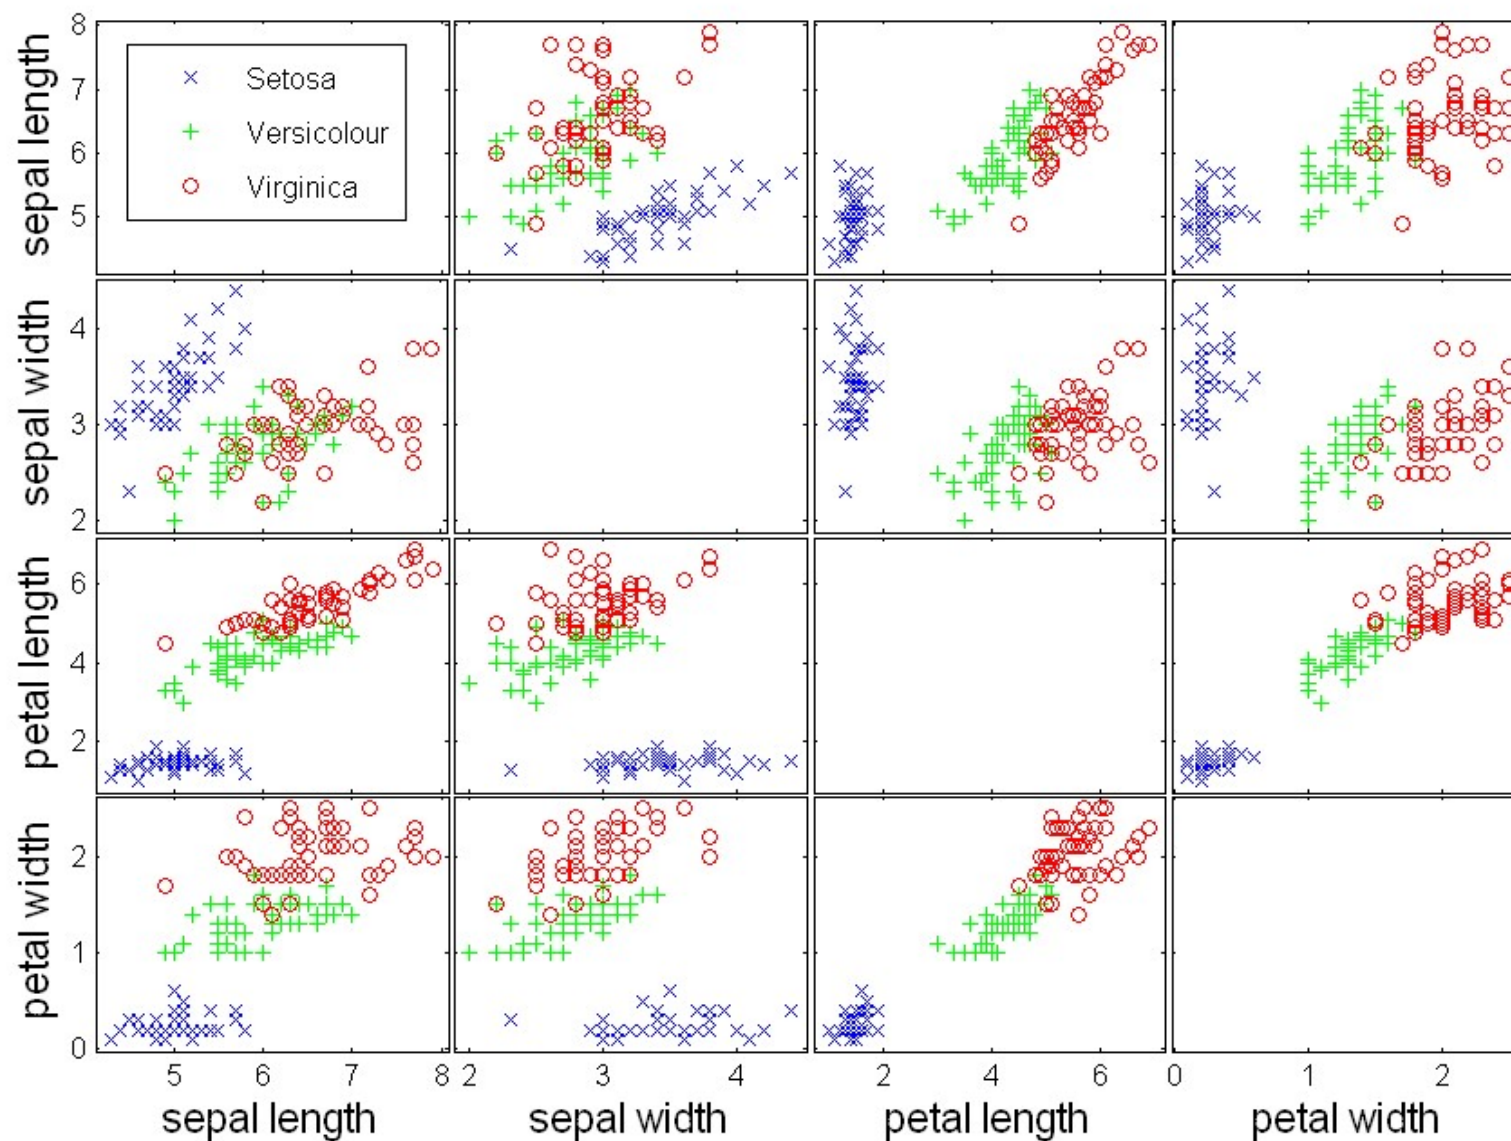 8
7
6
5
sepal length
Setosa
Versicolour
Virginica
4
3
2
sepal width
6
4
2
petal length
2
1
0
petal width
5 6 7 8 2 3 4 2 4 6 0 1 2
sepal length sepal width petal length petal width